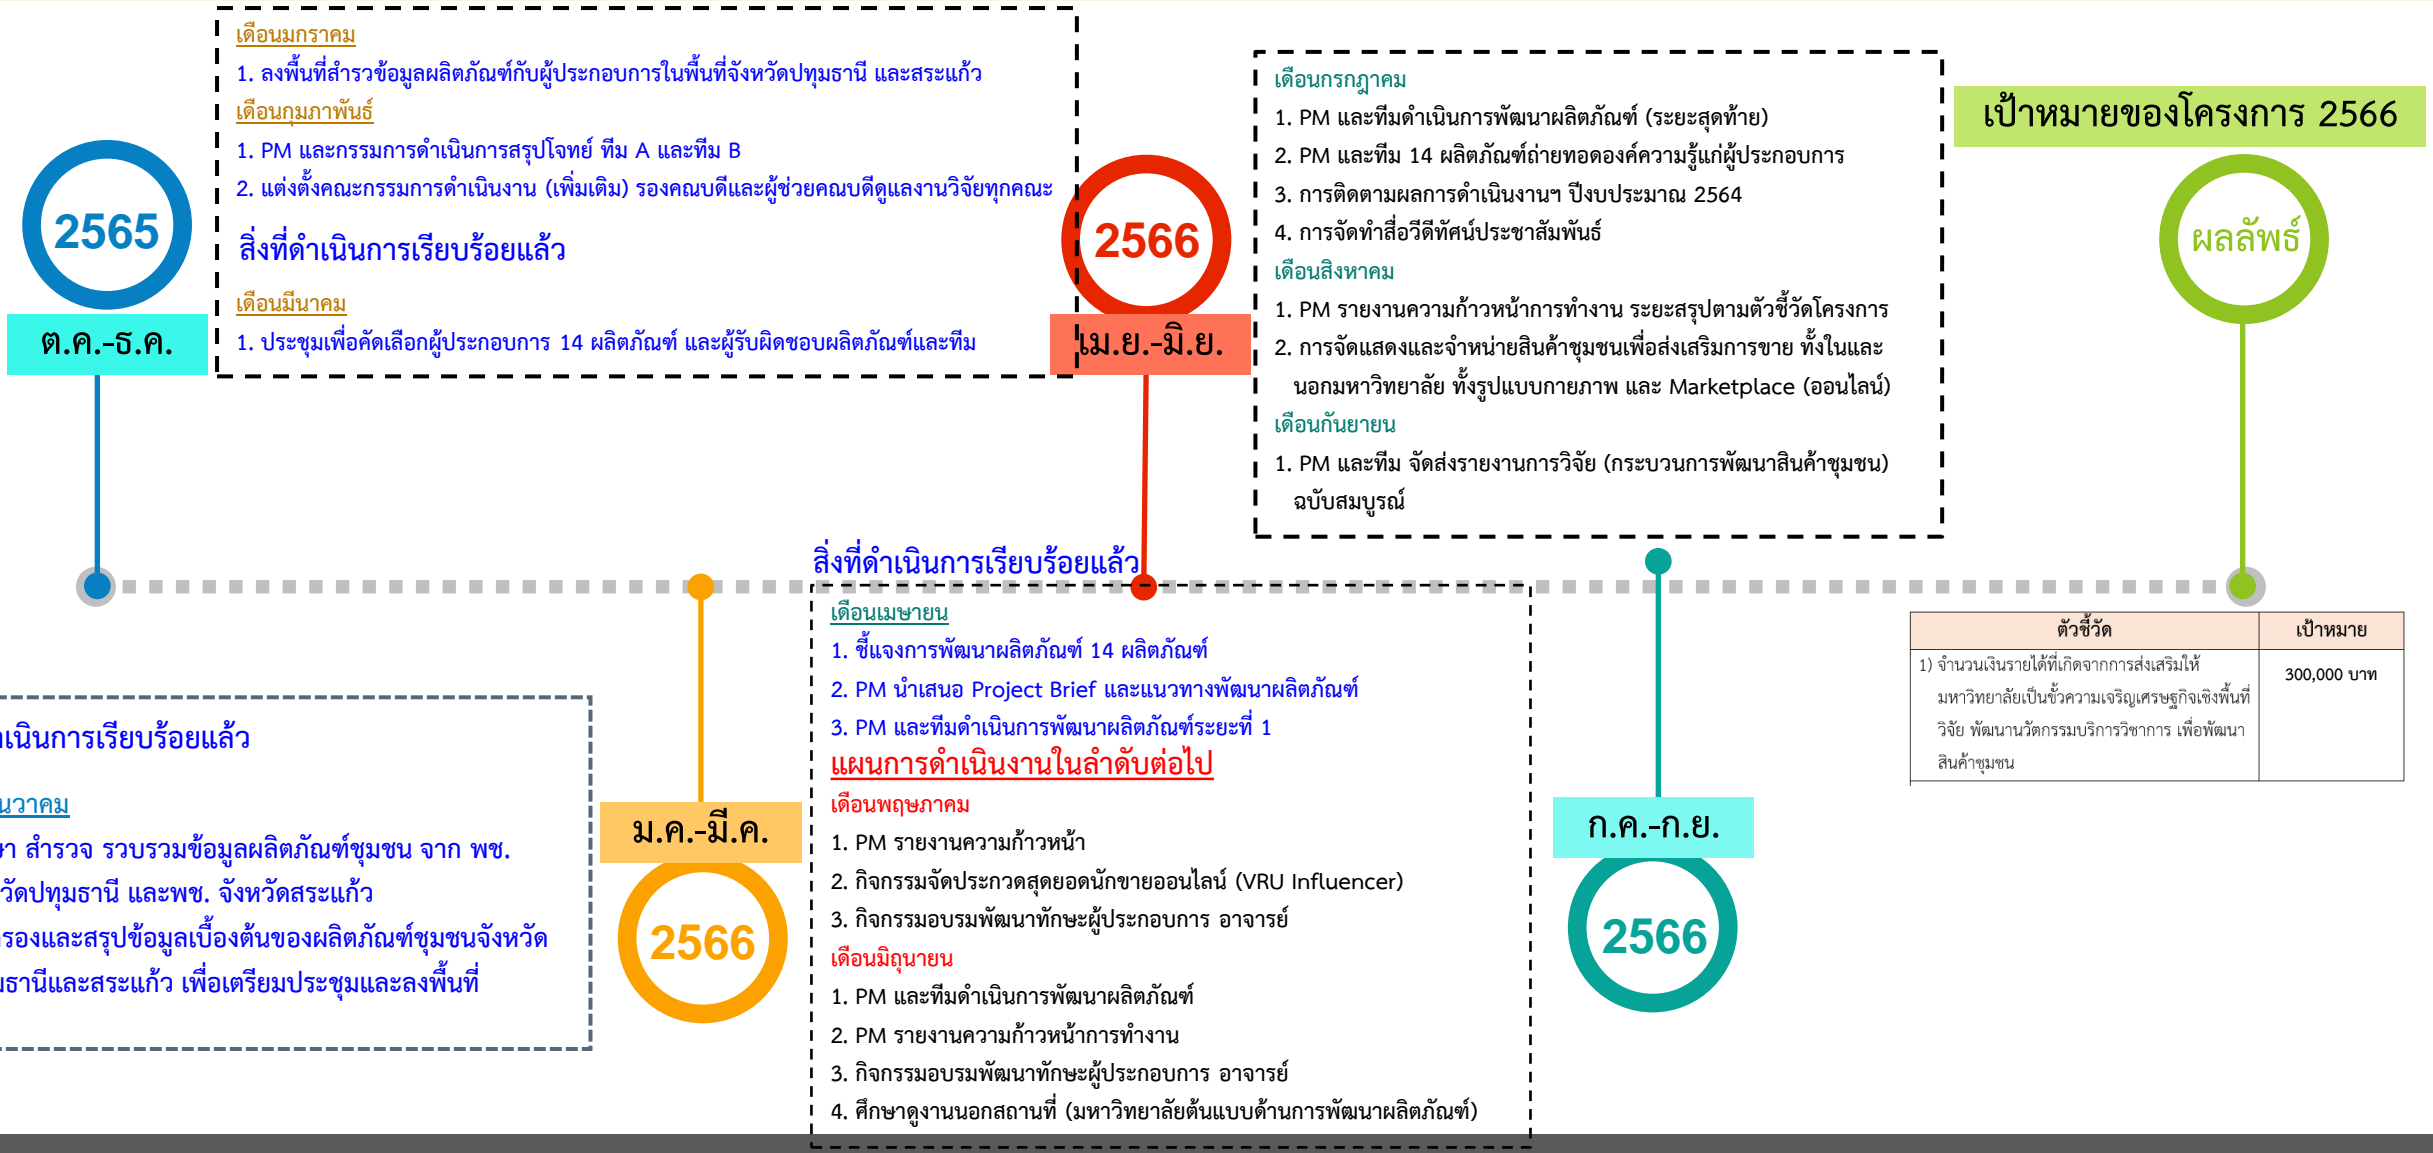 2565
ต.ค.-ธ.ค.
เดือนมกราคม
1. ลงพื้นที่สำรวข้อมูลผลิตภัณฑ์กับผู้ประกอบการในพื้นที่จังหวัดปทุมธานี และสระแก้ว
เดือนกุมภาพันธ์
1. PM และกรรมการดำเนินการสรุปโจทย์ ทีม A และทีม B
2. แต่งตั้งคณะกรรมการดำเนินงาน (เพิ่มเติม) รองคณบดีและผู้ช่วยคณบดีดูแลงานวิจัยทุกคณะ
สิ่งที่ดำเนินการเรียบร้อยแล้ว
เดือนมีนาคม
1. ประชุมเพื่อคัดเลือกผู้ประกอบการ 14 ผลิตภัณฑ์ และผู้รับผิดชอบผลิตภัณฑ์และทีม
2566
เม.ย.-มิ.ย.
เดือนกรกฎาคม
1. PM และทีมดำเนินการพัฒนาผลิตภัณฑ์ (ระยะสุดท้าย)
2. PM และทีม 14 ผลิตภัณฑ์ถ่ายทอดองค์ความรู้แก่ผู้ประกอบการ
3. การติดตามผลการดำเนินงานฯ ปีงบประมาณ 2564
4. การจัดทำสื่อวีดีทัศน์ประชาสัมพันธ์
เดือนสิงหาคม
1. PM รายงานความก้าวหน้าการทำงาน ระยะสรุปตามตัวชี้วัดโครงการ
2. การจัดแสดงและจำหน่ายสินค้าชุมชนเพื่อส่งเสริมการขาย ทั้งในและ
นอกมหาวิทยาลัย ทั้งรูปแบบกายภาพ และ Marketplace (ออนไลน์)
เดือนกันยายน
1. PM และทีม จัดส่งรายงานการวิจัย (กระบวนการพัฒนาสินค้าชุมชน)
ฉบับสมบูรณ์
เป้าหมายของโครงการ 2566
ผลลัพธ์
ำเนินการเรียบร้อยแล้ว
นวาคม
ษา สำรวจ รวบรวมข้อมูลผลิตภัณฑ์ชุมชน จาก พช.
หวัดปทุมธานี และพช. จังหวัดสระแก้ว
กรองและสรุปข้อมูลเบื้องต้นของผลิตภัณฑ์ชุมชนจังหวัด
มธานีและสระแก้ว เพื่อเตรียมประชุมและลงพื้นที่
ม.ค.-มี.ค.
2566
สิ่งที่ดำเนินการเรียบร้อยแล้ว
เดือนเมษายน
1. ชี้แจงการพัฒนาผลิตภัณฑ์ 14 ผลิตภัณฑ์
2. PM นำเสนอ Project Brief และแนวทางพัฒนาผลิตภัณฑ์
3. PM และทีมดำเนินการพัฒนาผลิตภัณฑ์ระยะที่ 1
แผนการดำเนินงานในลำดับต่อไป
เดือนพฤษภาคม
1. PM รายงานความก้าวหน้า
2. กิจกรรมจัดประกวดสุดยอดนักขายออนไลน์ (VRU Influencer)
3. กิจกรรมอบรมพัฒนาทักษะผู้ประกอบการ อาจารย์
เดือนมิถุนายน
1. PM และทีมดำเนินการพัฒนาผลิตภัณฑ์
2. PM รายงานความก้าวหน้าการทำงาน
3. กิจกรรมอบรมพัฒนาทักษะผู้ประกอบการ อาจารย์
4. ศึกษาดูงานนอกสถานที่ (มหาวิทยาลัยต้นแบบด้านการพัฒนาผลิตภัณฑ์)
ก.ค.-ก.ย.
2566
ตัวชี้วัด เป้าหมาย
1) จำนวนเงินรายได้ที่เกิดจากการส่งเสริมให้ 300,000 บาท
มหาวิทยาลัยเป็นขั้วความเจริญเศรษฐกิจเชิงพื้นที่
วิจัย พัฒนานวัตกรรมบริการวิชาการ เพื่อพัฒนา
สินค้าชุมชน